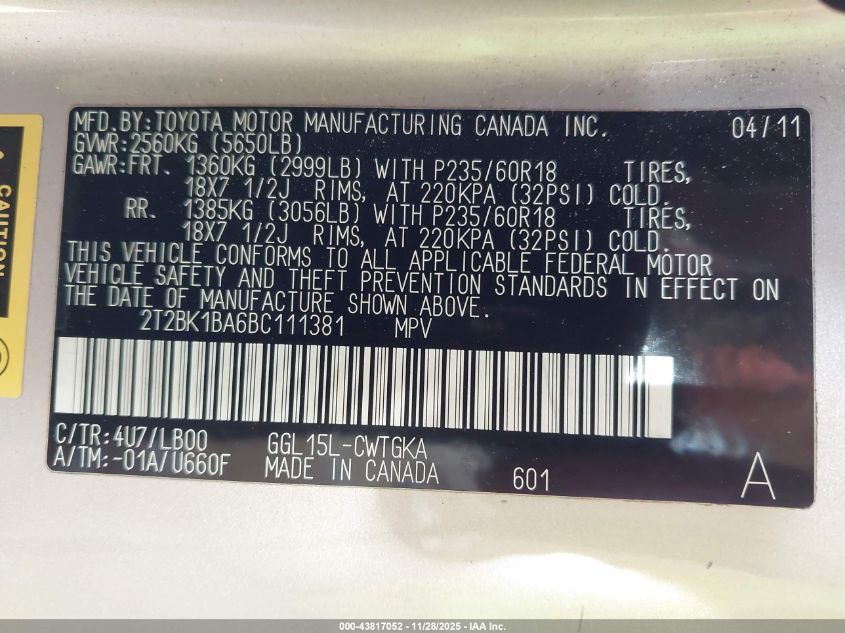 MFD.BY:TOYOTA MOTOR MANUFACTURING CANADA INC. 04/11
GVWR:2560KG (5650LB)
GAWR:FRT. 1360KG (2999LB) WITH P235/60R18 TIRES,
18X7 1/2J RIMS, AT 220KPA (32PSI) COLD.
RR. 1385KG (3056LB) WITH P235/60R18 TIRES,
18X7 1/2J RIMS, AT 220KPA (32PSI) COLD.
THIS VEHICLE CONFORMS TO ALL APPLICABLE FEDERAL MOTOR
VEHICLE SAFETY AND THEFT PREVENTION STANDARDS IN EFFECT ON
THE DATE OF MANUFACTURE SHOWN ABOVE.
2T2BK1BA6BC111381 MPV
C/TR:4U7/LB00 GGL15L-CWTGKA
A/TM:-01A/U660F MADE IN CANADA 601 A
CAUTION
000-43817052 — 11/28/2025 — IAA Inc.